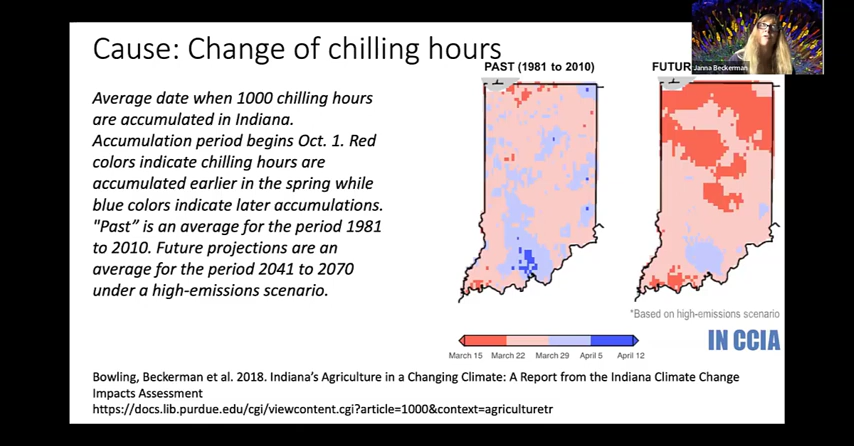 Cause: Change of chilling hours
PAST (1981 to 2010)
FUTUR
Janna Beckerman
Average date when 1000 chilling hours
are accumulated in Indiana.
Accumulation period begins Oct. 1. Red
colors indicate chilling hours are
accumulated earlier in the spring while
blue colors indicate later accumulations.
"Past” is an average for the period 1981
to 2010. Future projections are an
average for the period 2041 to 2070
under a high-emissions scenario.
*Based on high-emissions scenario
IN CCIA
March 15 March 22 March 29 April 5 April 12
Bowling, Beckerman et al. 2018. Indiana’s Agriculture in a Changing Climate: A Report from the Indiana Climate Change
Impacts Assessment
https://docs.lib.purdue.edu/cgi/viewcontent.cgi?article=1000&context=agriculturetr